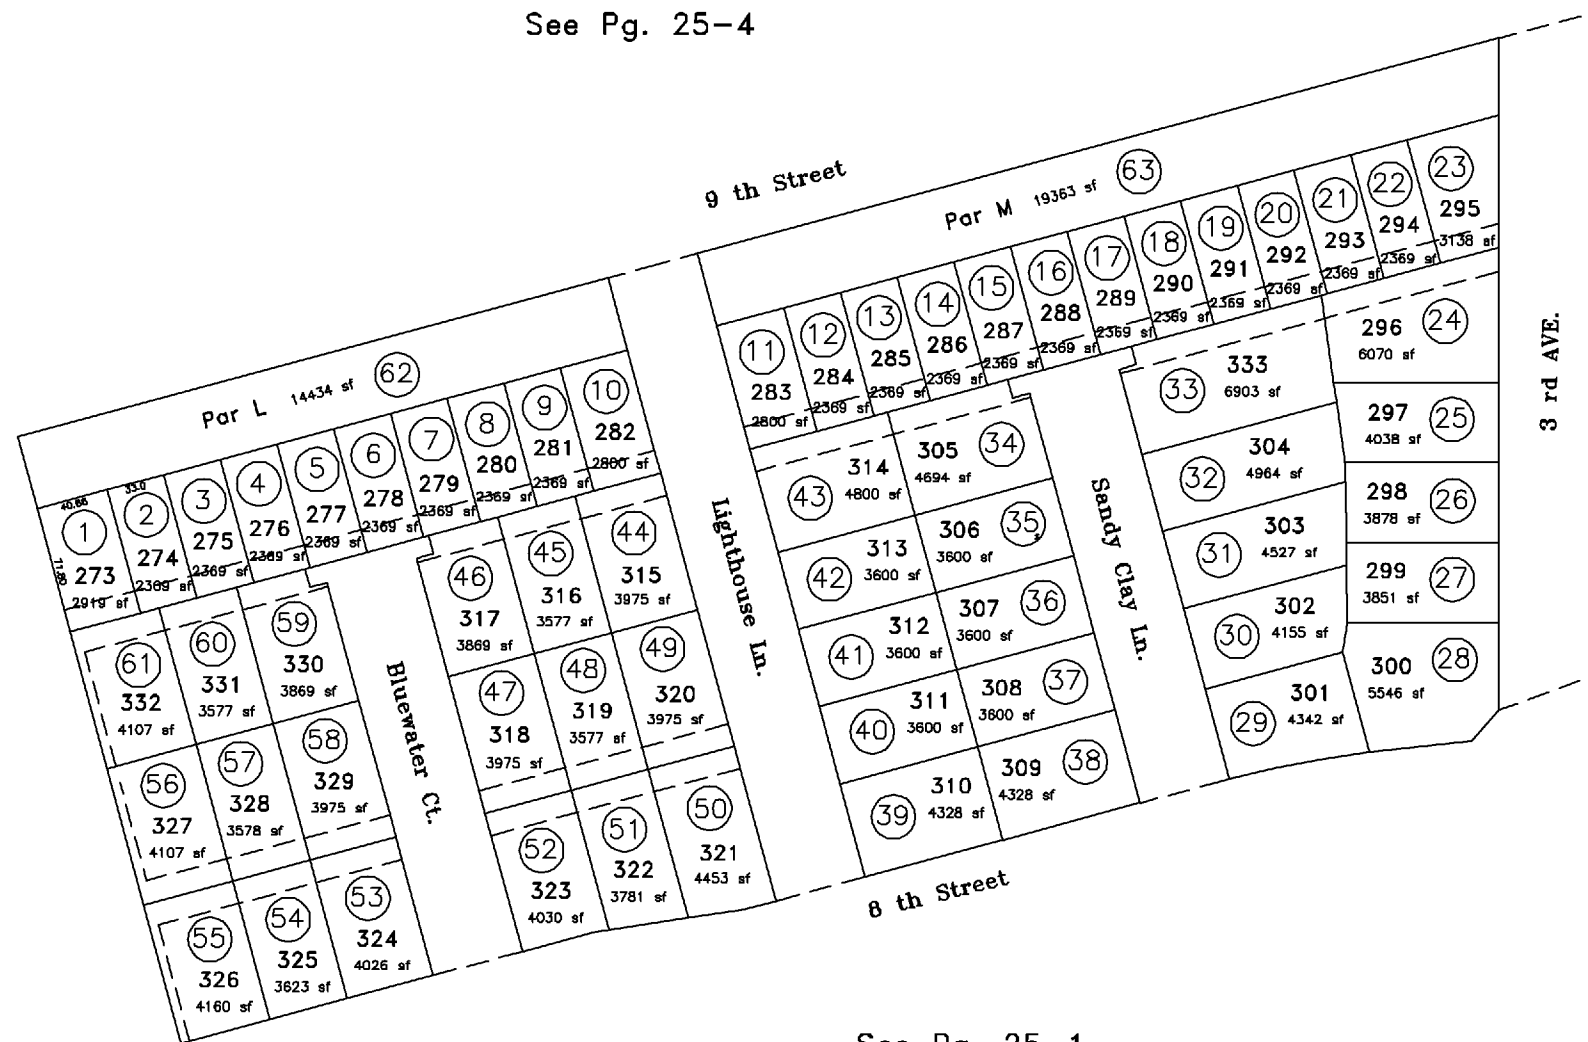 See Pg. 25-4
9 th Street
Par M 19363 sf 63
Par L 14434 sf 62
3 rd AVE.
Lighthouse Ln.
Sandy Clay Ln.
Bluewater Ct.
8 th Street
40.66
33.0
71.80
1 273 2919 sf
2 274 2369 sf
3 275 2369 sf
4 276 2369 sf
5 277 2369 sf
6 278 2369 sf
7 279 2369 sf
8 280 2369 sf
9 281 2369 sf
10 282 2800 sf
11 283 2800 sf
12 284 2369 sf
13 285 2369 sf
14 286 2369 sf
15 287 2369 sf
16 288 2369 sf
17 289 2369 sf
18 290 2369 sf
19 291 2369 sf
20 292 2369 sf
21 293 2369 sf
22 294 2369 sf
23 295 3138 sf
296 24 6070 sf
297 25 4038 sf
298 26 3878 sf
299 27 3851 sf
300 28 5546 sf
29 301 4342 sf
30 302 4155 sf
31 303 4527 sf
32 304 4964 sf
33 333 6903 sf
305 34 4694 sf
306 35 3600 sf
307 36 3600 sf
308 37 3600 sf
309 38 4328 sf
39 310 4328 sf
40 311 3600 sf
41 312 3600 sf
42 313 3600 sf
43 314 4800 sf
44 315 3975 sf
45 316 3577 sf
46 317 3869 sf
47 318 3975 sf
48 319 3577 sf
49 320 3975 sf
50 321 4453 sf
51 322 3781 sf
52 323 4030 sf
53 324 4026 sf
54 325 3623 sf
55 326 4160 sf
56 327 4107 sf
57 328 3578 sf
58 329 3975 sf
59 330 3869 sf
60 331 3577 sf
61 332 4107 sf
See Pg. 25-1